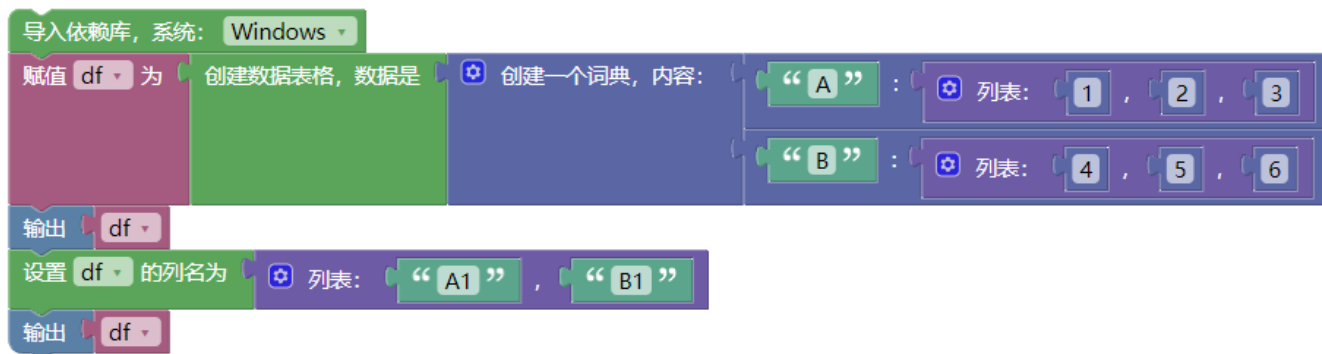 导入依赖库，系统： Windows
赋值 df 为 创建数据表格，数据是 创建一个词典，内容： “ A ” ： 列表： 1 ， 2 ， 3
“ B ” ： 列表： 4 ， 5 ， 6
输出 df
设置 df 的列名为 列表： “ A1 ” ， “ B1 ”
输出 df